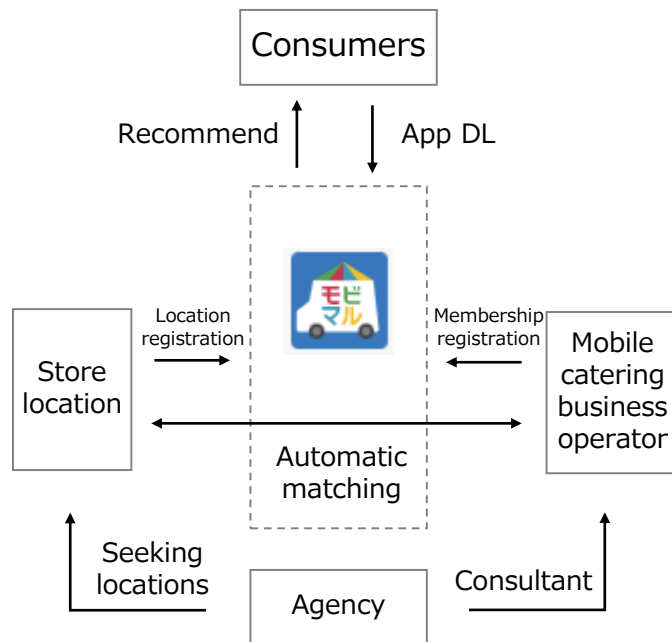 Consumers
Recommend
App DL
モビ
マル
Location
registration
Membership
registration
Store
location
Mobile
catering
business
operator
Automatic
matching
Seeking
locations
Agency
Consultant